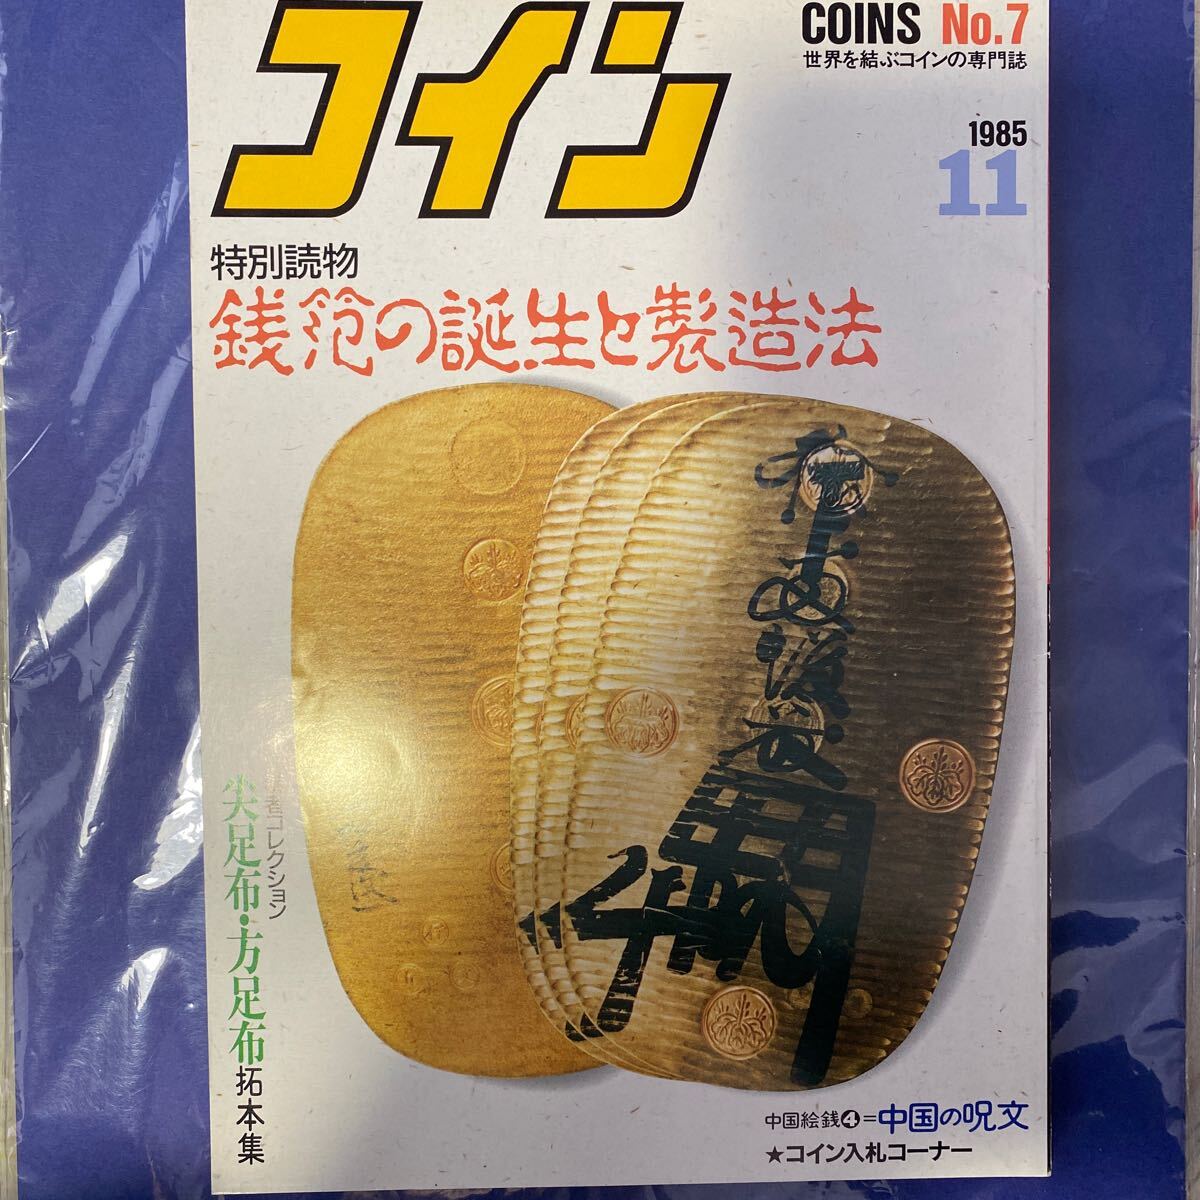 コイン
COINS No.7
世界を結ぶコインの専門誌
1985
11
特別読物
銭笵の誕生と製造法
者コレクション
尖足布・方足布拓本集
中国絵銭❹=中国の呪文
★コイン入札コーナー